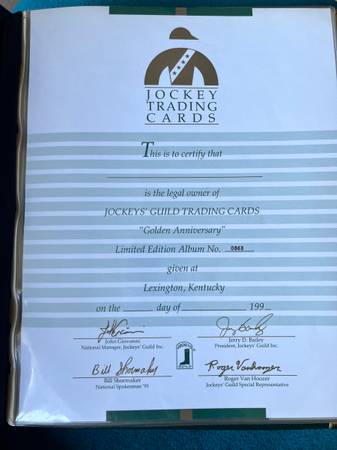 JOCKEY
TRADING
CARDS
This is to certify that
is the legal owner of
JOCKEYS' GUILD TRADING CARDS
"Golden Anniversary"
Limited Edition Album No. 0868
given at
Lexington, Kentucky
on the day of 199
John Giovanni Jerry D. Bailey
National Manager, Jockeys' Guild Inc. President, Jockeys' Guild Inc.
Bill Shoemaker Roger Van Hoozer
Bill Shoemaker Roger Van Hoozer
National Spokesman '95 Jockeys' Guild Special Representative